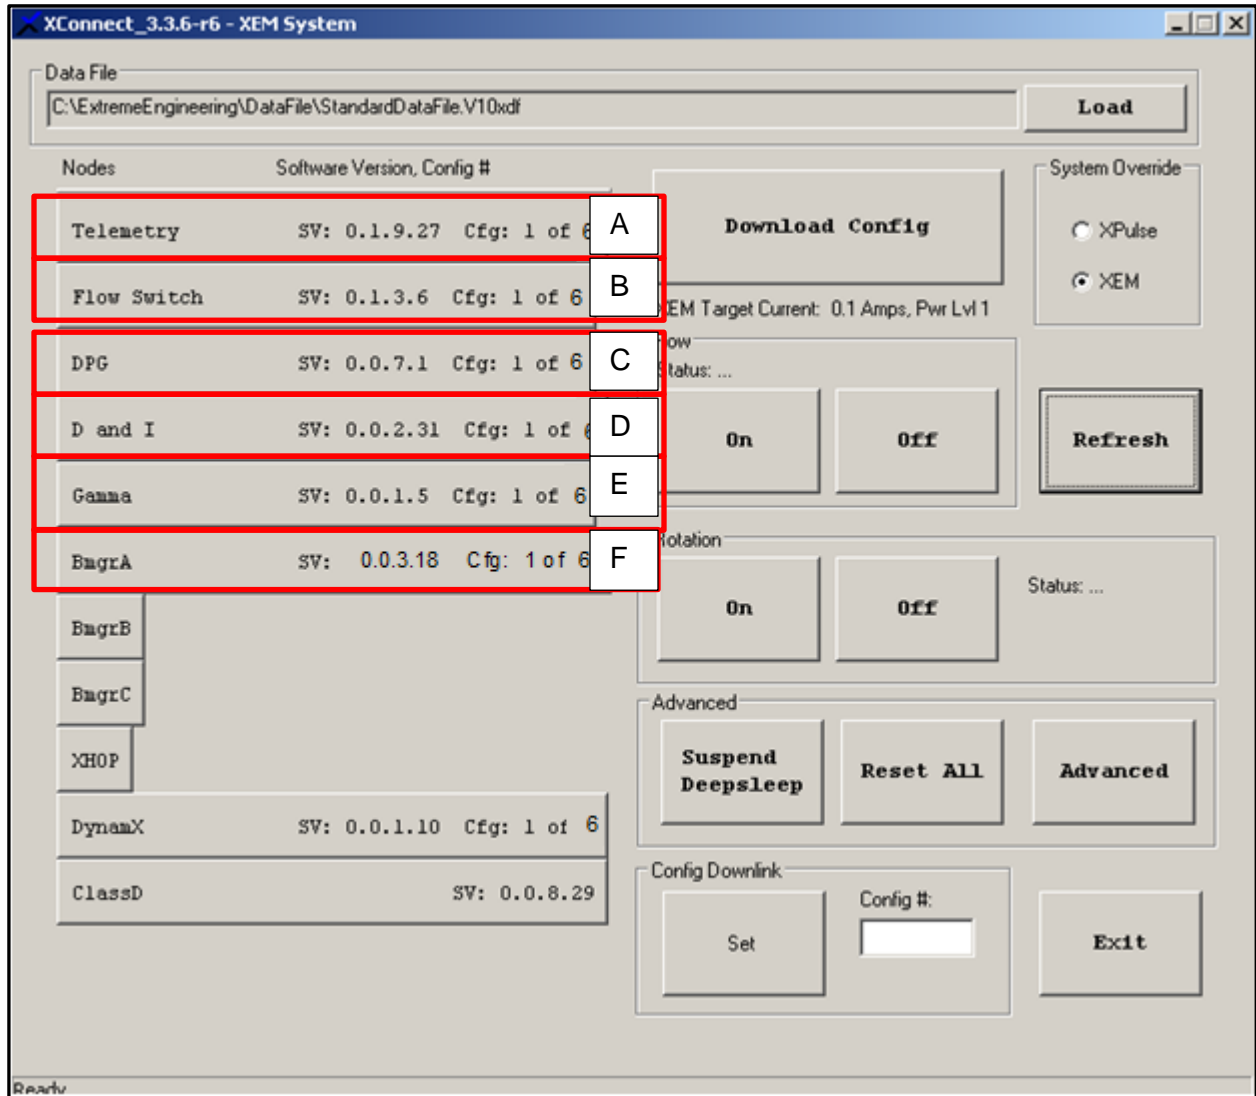 XConnect_3.3.6-r6 - XEM System
Data File
C:\ExtremeEngineering\DataFile\StandardDataFile.V10xdf
Load
Nodes Software Version, Config #
Telemetry SV: 0.1.9.27 Cfg: 1 of 6 A
Flow Switch SV: 0.1.3.6 Cfg: 1 of 6 B
DPG SV: 0.0.7.1 Cfg: 1 of 6 C
D and I SV: 0.0.2.31 Cfg: 1 of 6 D
Gamma SV: 0.0.1.5 Cfg: 1 of 6 E
BmgrA SV: 0.0.3.18 Cfg: 1 of 6 F
BmgrB
BmgrC
XHOP
DynamX SV: 0.0.1.10 Cfg: 1 of 6
ClassD SV: 0.0.8.29
Download Config
System Override
XPulse
XEM
XEM Target Current: 0.1 Amps, Pwr Lvl 1
Status: ...
On Off
Refresh
Rotation
On Off
Status: ...
Advanced
Suspend
Deepsleep
Reset All
Advanced
Config Downlink
Set
Config #:
Exit
Ready